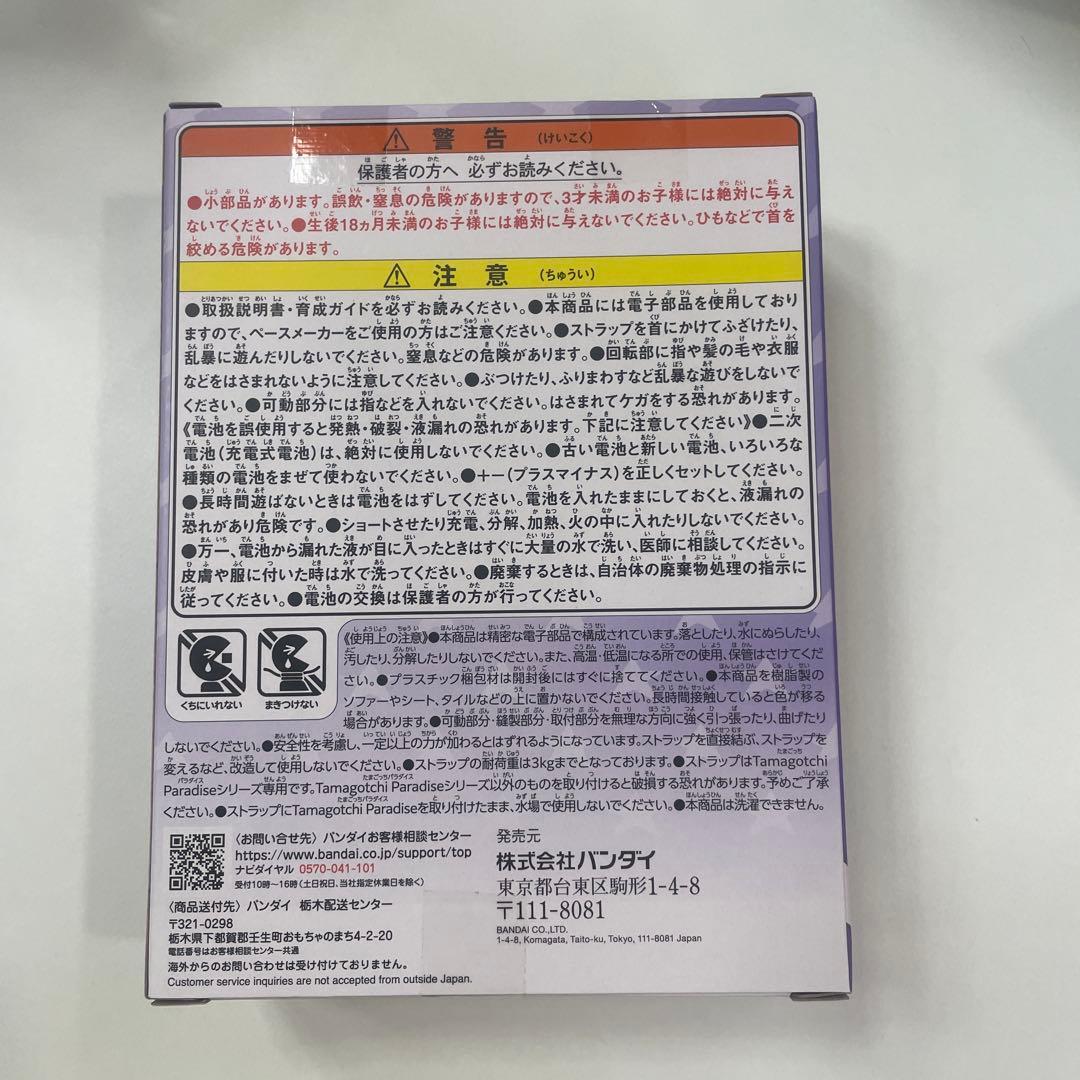 ⚠ 警告 (けいこく)
保護者の方へ 必ずお読みください。
●小部品があります。誤飲・窒息の危険がありますので、3才未満のお子様には絶対に与え
ないでください。●生後18ヵ月未満のお子様には絶対に与えないでください。ひもなどで首を
絞める危険があります。
⚠ 注意 (ちゅうい)
●取扱説明書・育成ガイドを必ずお読みください。●本商品には電子部品を使用しており
ますので、ペースメーカーをご使用の方はご注意ください。●ストラップを首にかけてふざけたり、
乱暴に遊んだりしないでください。窒息などの危険があります。●回転部に指や髪の毛や衣服
などをはさまれないように注意してください。●ぶつけたり、ふりまわすなど乱暴な遊びをしないで
ください。●可動部分には指などを入れないでください。はさまれてケガをする恐れがあります。
《電池を誤使用すると発熱・破裂・液漏れの恐れがあります。下記に注意してください》●二次
電池(充電式電池)は、絶対に使用しないでください。●古い電池と新しい電池、いろいろな
種類の電池をまぜて使わないでください。●+−(プラスマイナス)を正しくセットしてください。
●長時間遊ばないときは電池をはずしてください。電池を入れたままにしておくと、液漏れの
恐れがあり危険です。●ショートさせたり充電、分解、加熱、火の中に入れたりしないでください。
●万一、電池から漏れた液が目に入ったときはすぐに大量の水で洗い、医師に相談してください。
皮膚や服に付いた時は水で洗ってください。●廃棄するときは、自治体の廃棄物処理の指示に
従ってください。●電池の交換は保護者の方が行ってください。
くちにいれない
まきつけない
《使用上の注意》●本商品は精密な電子部品で構成されています。落としたり、水にぬらしたり、
汚したり、分解したりしないでください。また、高温・低温になる所での使用、保管はさけてくだ
さい。●プラスチック梱包材は開封後にはすぐに捨ててください。●本商品を樹脂製の
ソファーやシート、タイルなどの上に置かないでください。長時間接触していると色が移る
場合があります。●可動部分・縫製部分・取付部分を無理な方向に強く引っ張ったり、曲げたり
しないでください。●安全性を考慮し、一定以上の力が加わるとはずれるようになっています。ストラップを直接結ぶ、ストラップを
変えるなど、改造して使用しないでください。●ストラップの耐荷重は3kgまでとなっております。●ストラップはTamagotchi
Paradiseシリーズ専用です。Tamagotchi Paradiseシリーズ以外のものを取り付けると破損する恐れがあります。予めご了承
ください。●ストラップにTamagotchi Paradiseを取り付けたまま、水場で使用しないでください。●本商品は洗濯できません。
〈お問い合せ先〉バンダイお客様相談センター
https://www.bandai.co.jp/support/top
ナビダイヤル 0570-041-101
受付10時〜16時(土日祝日、当社指定休業日を除く)
〈商品送付先〉バンダイ 栃木配送センター
〒321-0298
栃木県下都賀郡壬生町おもちゃのまち4-2-20
電話番号はお客様相談センター共通
海外からのお問い合わせは受け付けておりません。
Customer service inquiries are not accepted from outside Japan.
発売元
株式会社バンダイ
東京都台東区駒形1-4-8
〒111-8081
BANDAI CO.,LTD.
1-4-8, Komagata, Taito-ku, Tokyo, 111-8081 Japan